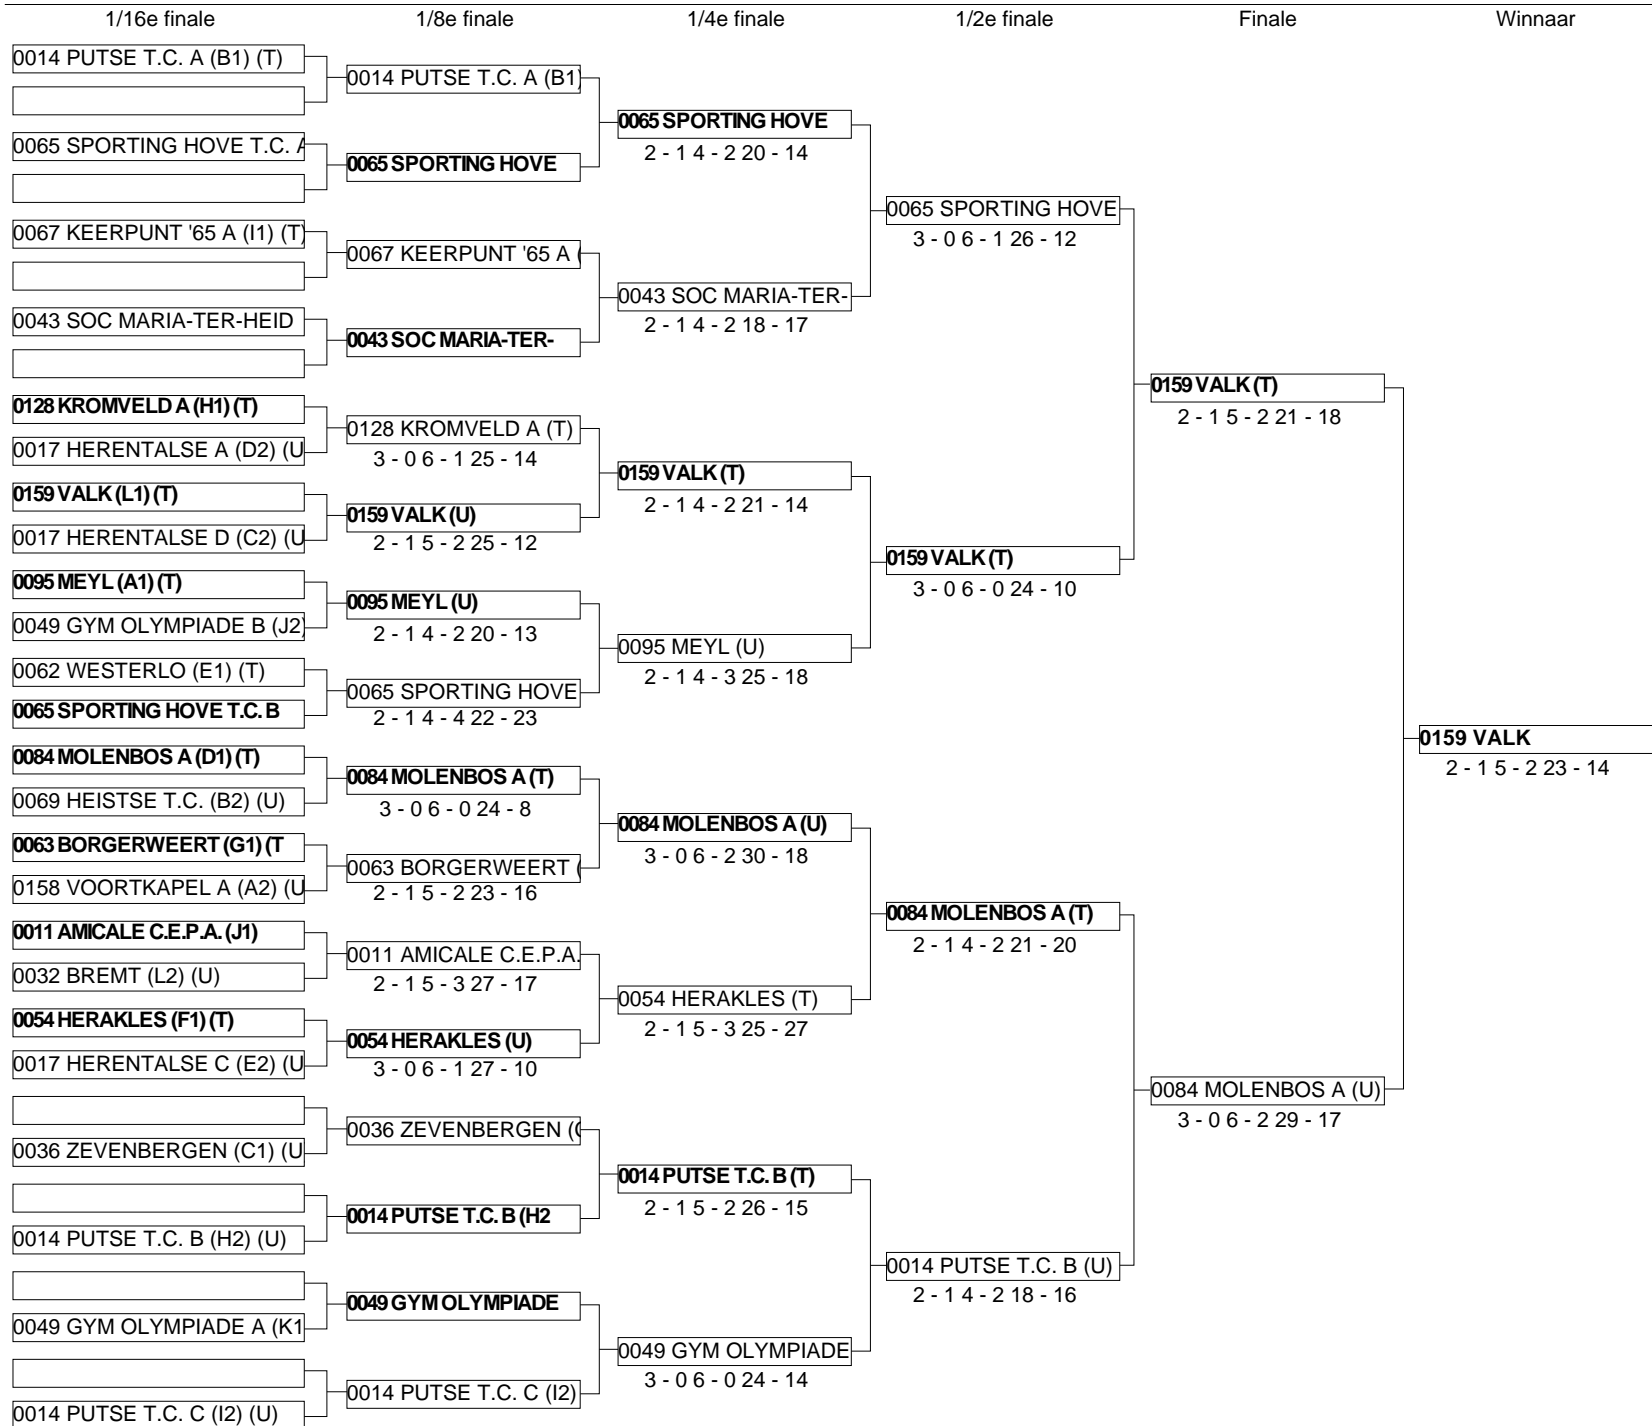 1/16e finale
1/8e finale
1/4e finale
1/2e finale
Finale
Winnaar
0014 PUTSE T.C. A (B1) (T)
0065 SPORTING HOVE T.C. A
0067 KEERPUNT '65 A (I1) (T)
0043 SOC MARIA-TER-HEID
0128 KROMVELD A (H1) (T)
0017 HERENTALSE A (D2) (U
0159 VALK (L1) (T)
0017 HERENTALSE D (C2) (U
0095 MEYL (A1) (T)
0049 GYM OLYMPIADE B (J2)
0062 WESTERLO (E1) (T)
0065 SPORTING HOVE T.C. B
0084 MOLENBOS A (D1) (T)
0069 HEISTSE T.C. (B2) (U)
0063 BORGERWEERT (G1) (T
0158 VOORTKAPEL A (A2) (U
0011 AMICALE C.E.P.A. (J1)
0032 BREMT (L2) (U)
0054 HERAKLES (F1) (T)
0017 HERENTALSE C (E2) (U
0036 ZEVENBERGEN (C1) (U
0014 PUTSE T.C. B (H2) (U)
0049 GYM OLYMPIADE A (K1
0014 PUTSE T.C. C (I2) (U)
0014 PUTSE T.C. A (B1)
0065 SPORTING HOVE
0067 KEERPUNT '65 A (
0043 SOC MARIA-TER-
0128 KROMVELD A (T)
3 - 0 6 - 1 25 - 14
0159 VALK (U)
2 - 1 5 - 2 25 - 12
0095 MEYL (U)
2 - 1 4 - 2 20 - 13
0065 SPORTING HOVE
2 - 1 4 - 4 22 - 23
0084 MOLENBOS A (T)
3 - 0 6 - 0 24 - 8
0063 BORGERWEERT (
2 - 1 5 - 2 23 - 16
0011 AMICALE C.E.P.A.
2 - 1 5 - 3 27 - 17
0054 HERAKLES (U)
3 - 0 6 - 1 27 - 10
0036 ZEVENBERGEN (C
0014 PUTSE T.C. B (H2
0049 GYM OLYMPIADE
0014 PUTSE T.C. C (I2)
0065 SPORTING HOVE
2 - 1 4 - 2 20 - 14
0043 SOC MARIA-TER-
2 - 1 4 - 2 18 - 17
0159 VALK (T)
2 - 1 4 - 2 21 - 14
0095 MEYL (U)
2 - 1 4 - 3 25 - 18
0084 MOLENBOS A (U)
3 - 0 6 - 2 30 - 18
0054 HERAKLES (T)
2 - 1 5 - 3 25 - 27
0014 PUTSE T.C. B (T)
2 - 1 5 - 2 26 - 15
0049 GYM OLYMPIADE
3 - 0 6 - 0 24 - 14
0065 SPORTING HOVE
3 - 0 6 - 1 26 - 12
0159 VALK (T)
3 - 0 6 - 0 24 - 10
0084 MOLENBOS A (T)
2 - 1 4 - 2 21 - 20
0014 PUTSE T.C. B (U)
2 - 1 4 - 2 18 - 16
0159 VALK (T)
2 - 1 5 - 2 21 - 18
0084 MOLENBOS A (U)
3 - 0 6 - 2 29 - 17
0159 VALK
2 - 1 5 - 2 23 - 14